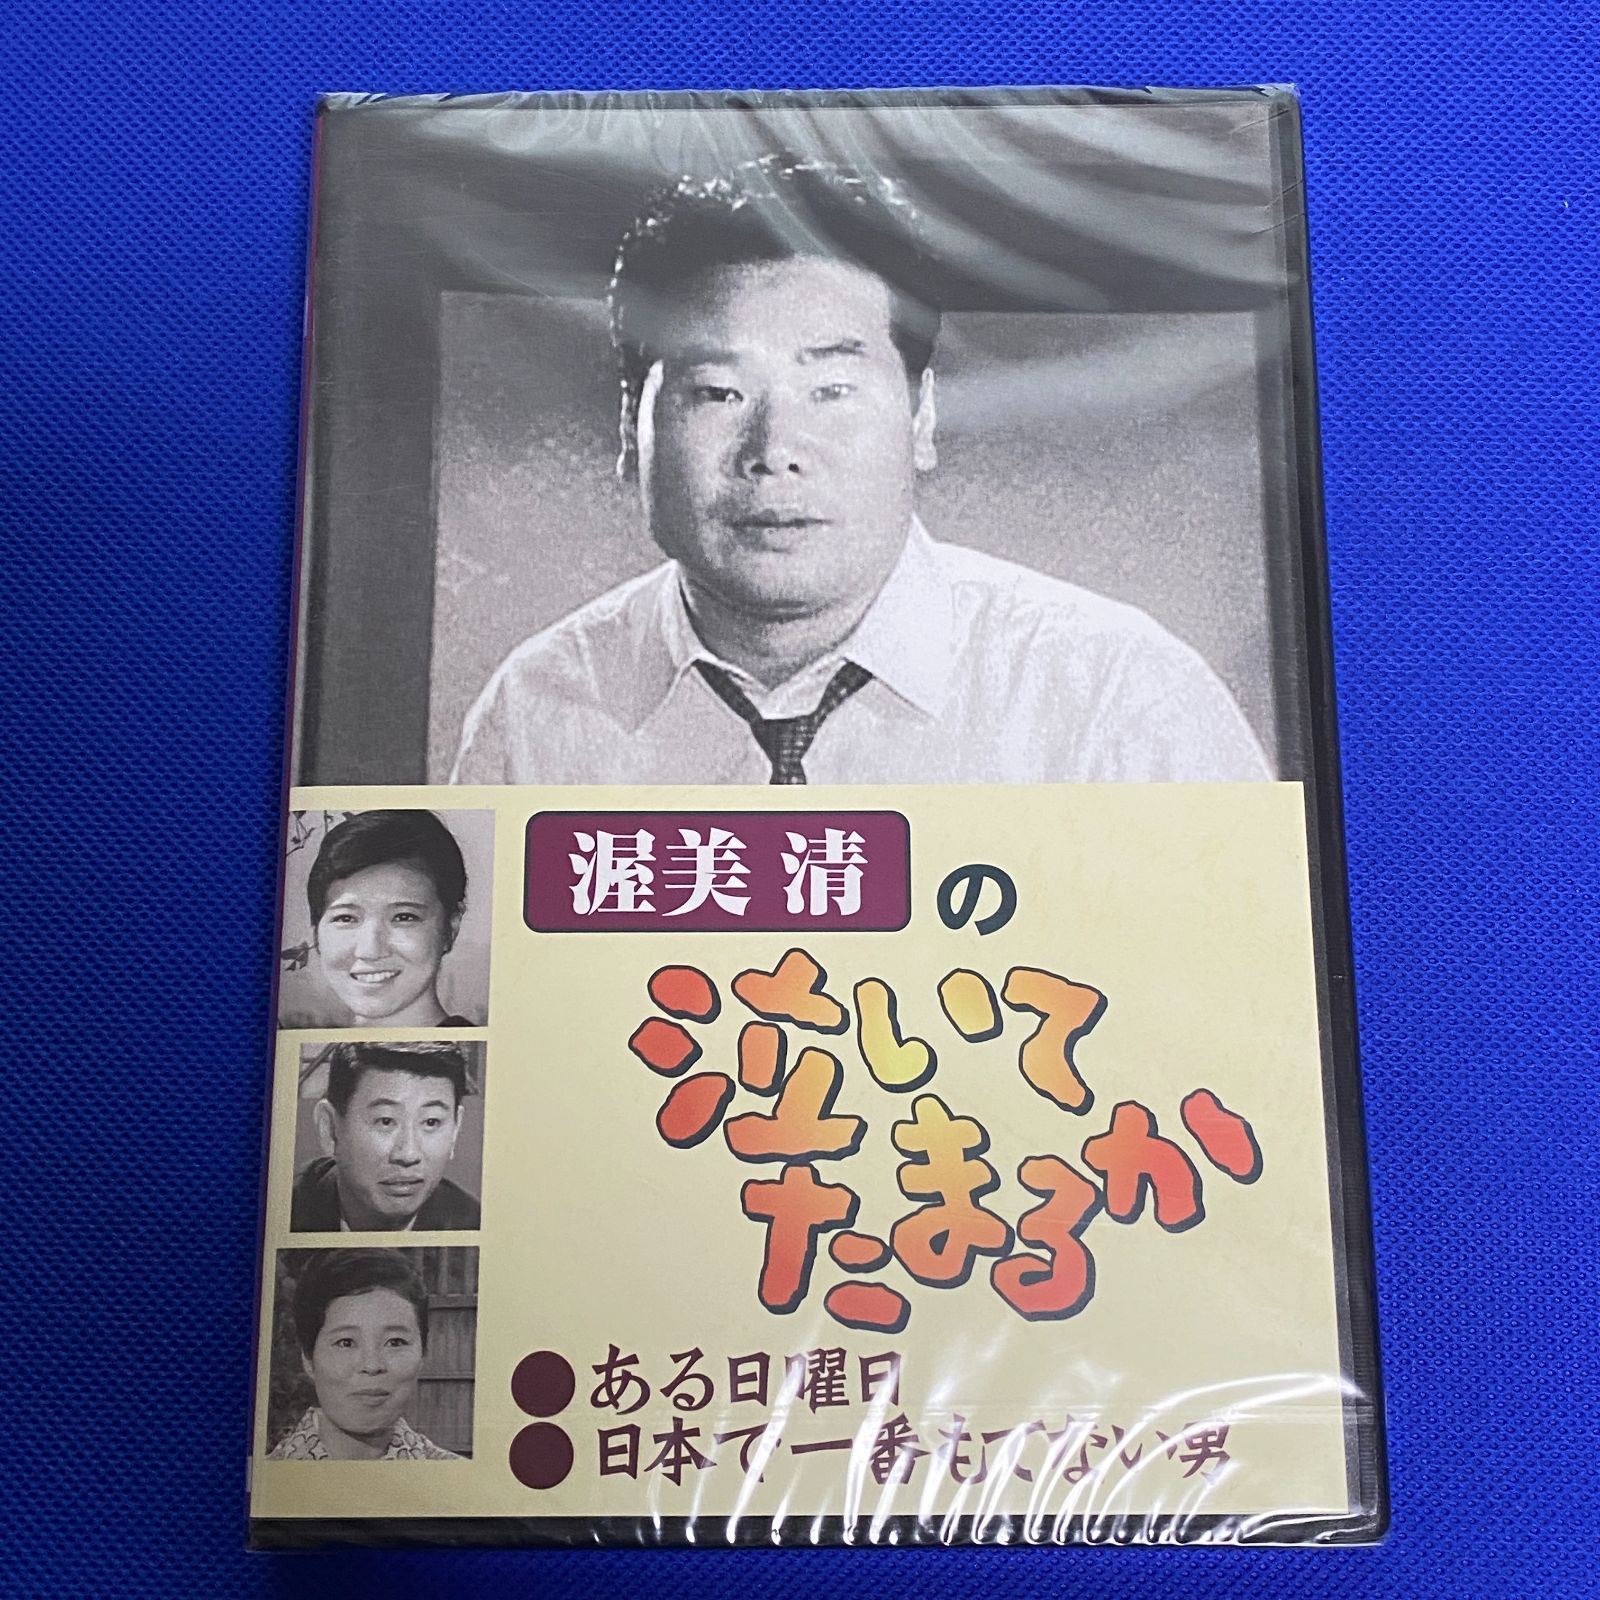 渥美 清の
泣いて
たまるか
●ある日曜日
●日本で一番もてない男